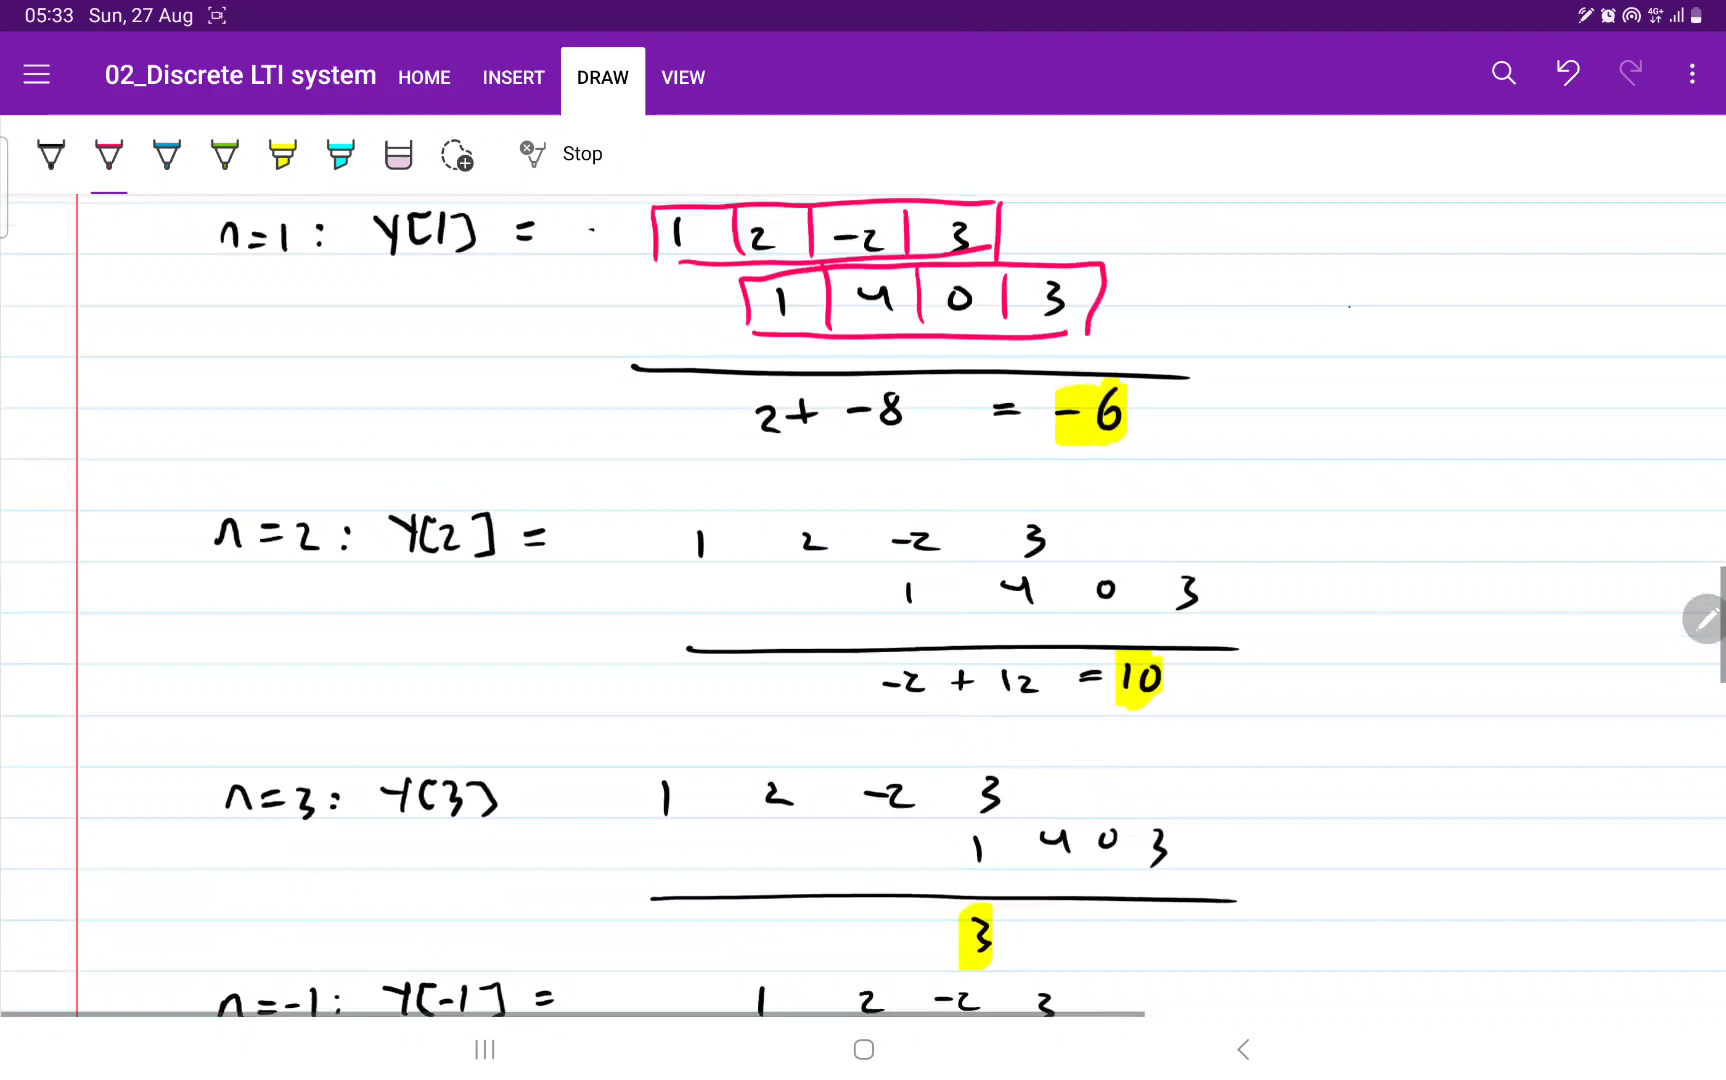 05:33 Sun, 27 Aug 4G+
02_Discrete LTI system HOME INSERT DRAW VIEW
Stop
n=1: Y[1] = 1 2 -2 3
1 4 0 3
2 + -8 = -6
n=2: Y[2] = 1 2 -2 3
1 4 0 3
-2 + 12 = 10
n=3: Y[3] 1 2 -2 3
1 4 0 3
3
n=-1: Y[-1] = 1 2 -2 3